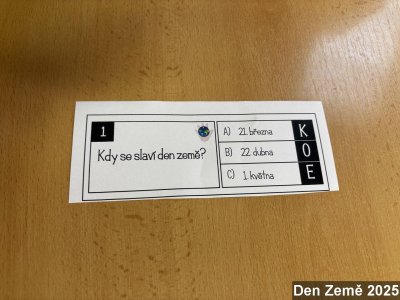 1
Kdy se slaví den země?
A) 21. března K
B) 22. dubna O
C) 1. května E
Den Země 2025